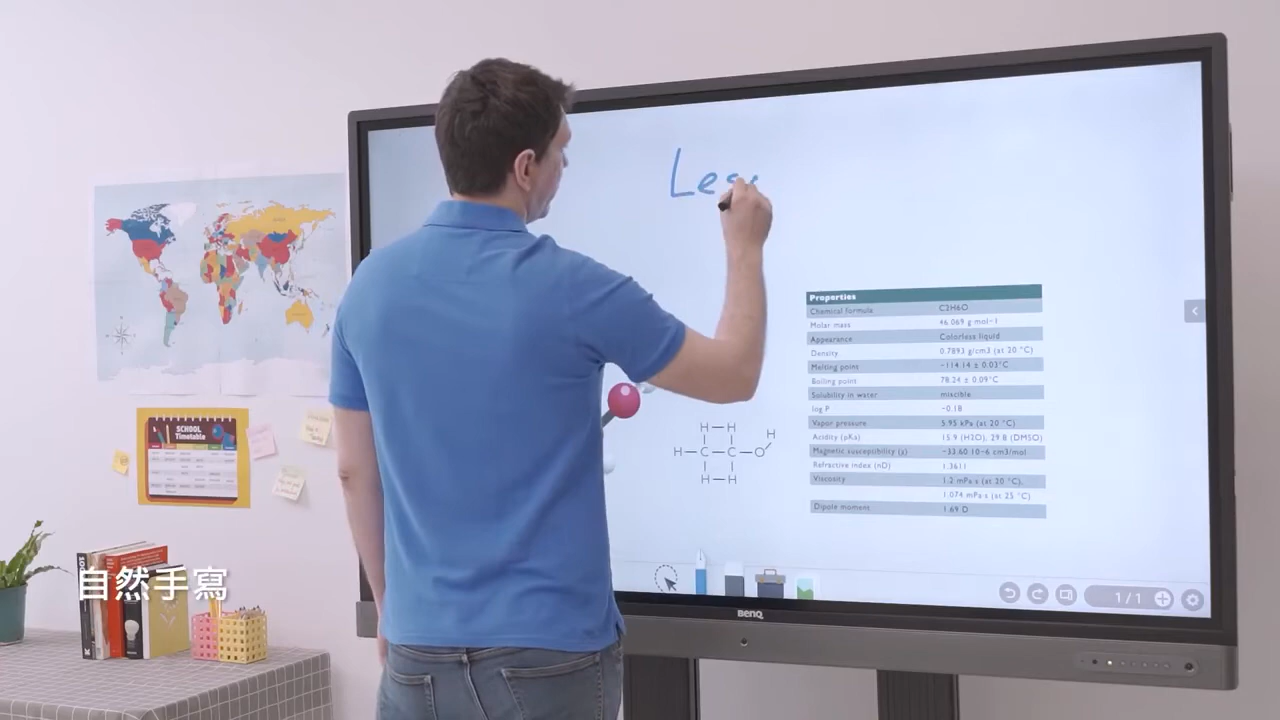 Les
Properties
Chemical formula C2H6O
Molar mass 46.069 g·mol−1
Appearance Colorless liquid
Density 0.7893 g/cm3 (at 20 °C)
Melting point −114.14 ± 0.03°C
Boiling point 78.24 ± 0.09°C
Solubility in water miscible
log P −0.18
Vapor pressure 5.95 kPa (at 20 °C)
Acidity (pKa) 15.9 (H2O), 29.8 (DMSO)
Magnetic susceptibility (χ) −33.60·10−6 cm3/mol
Refractive index (nD) 1.3611
Viscosity 1.2 mPa·s (at 20 °C),
1.074 mPa·s (at 25 °C)
Dipole moment 1.69 D
H—H
H
H—C—C—O
H—H
SCHOOL
Timetable
自然手寫
1/1
BenQ